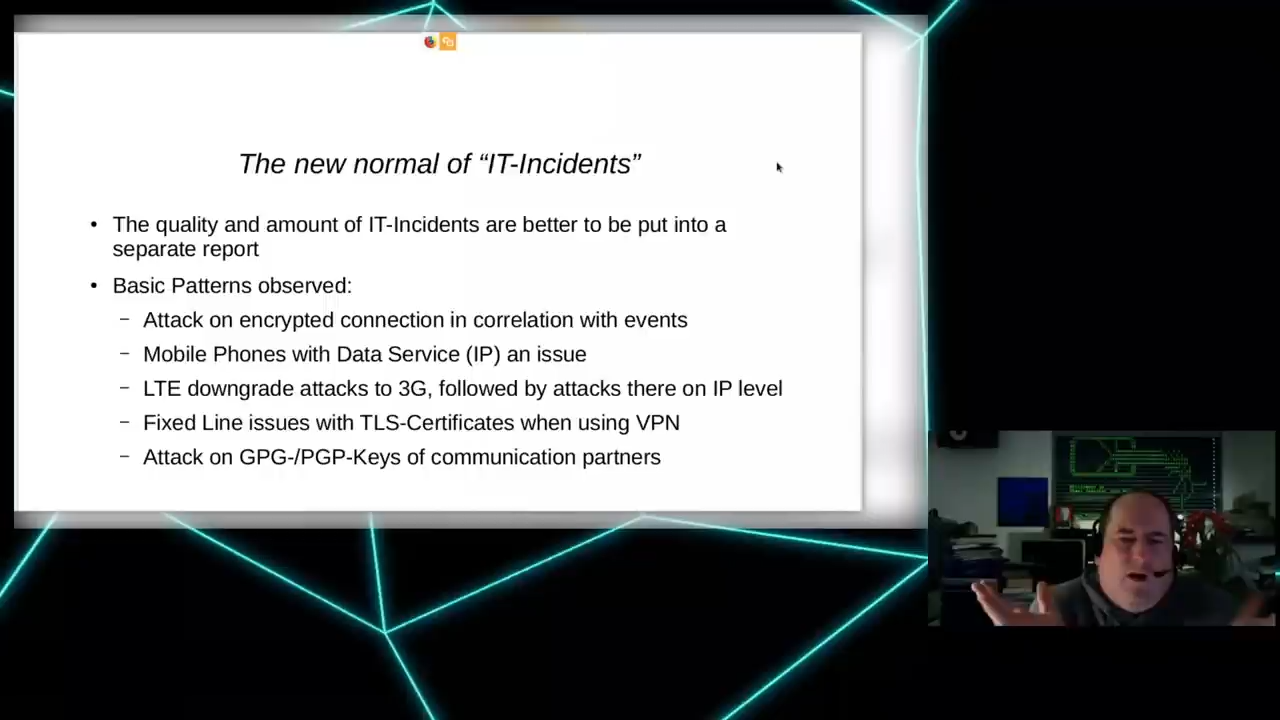 The new normal of “IT-Incidents”
• The quality and amount of IT-Incidents are better to be put into a
separate report
• Basic Patterns observed:
– Attack on encrypted connection in correlation with events
– Mobile Phones with Data Service (IP) an issue
– LTE downgrade attacks to 3G, followed by attacks there on IP level
– Fixed Line issues with TLS-Certificates when using VPN
– Attack on GPG-/PGP-Keys of communication partners